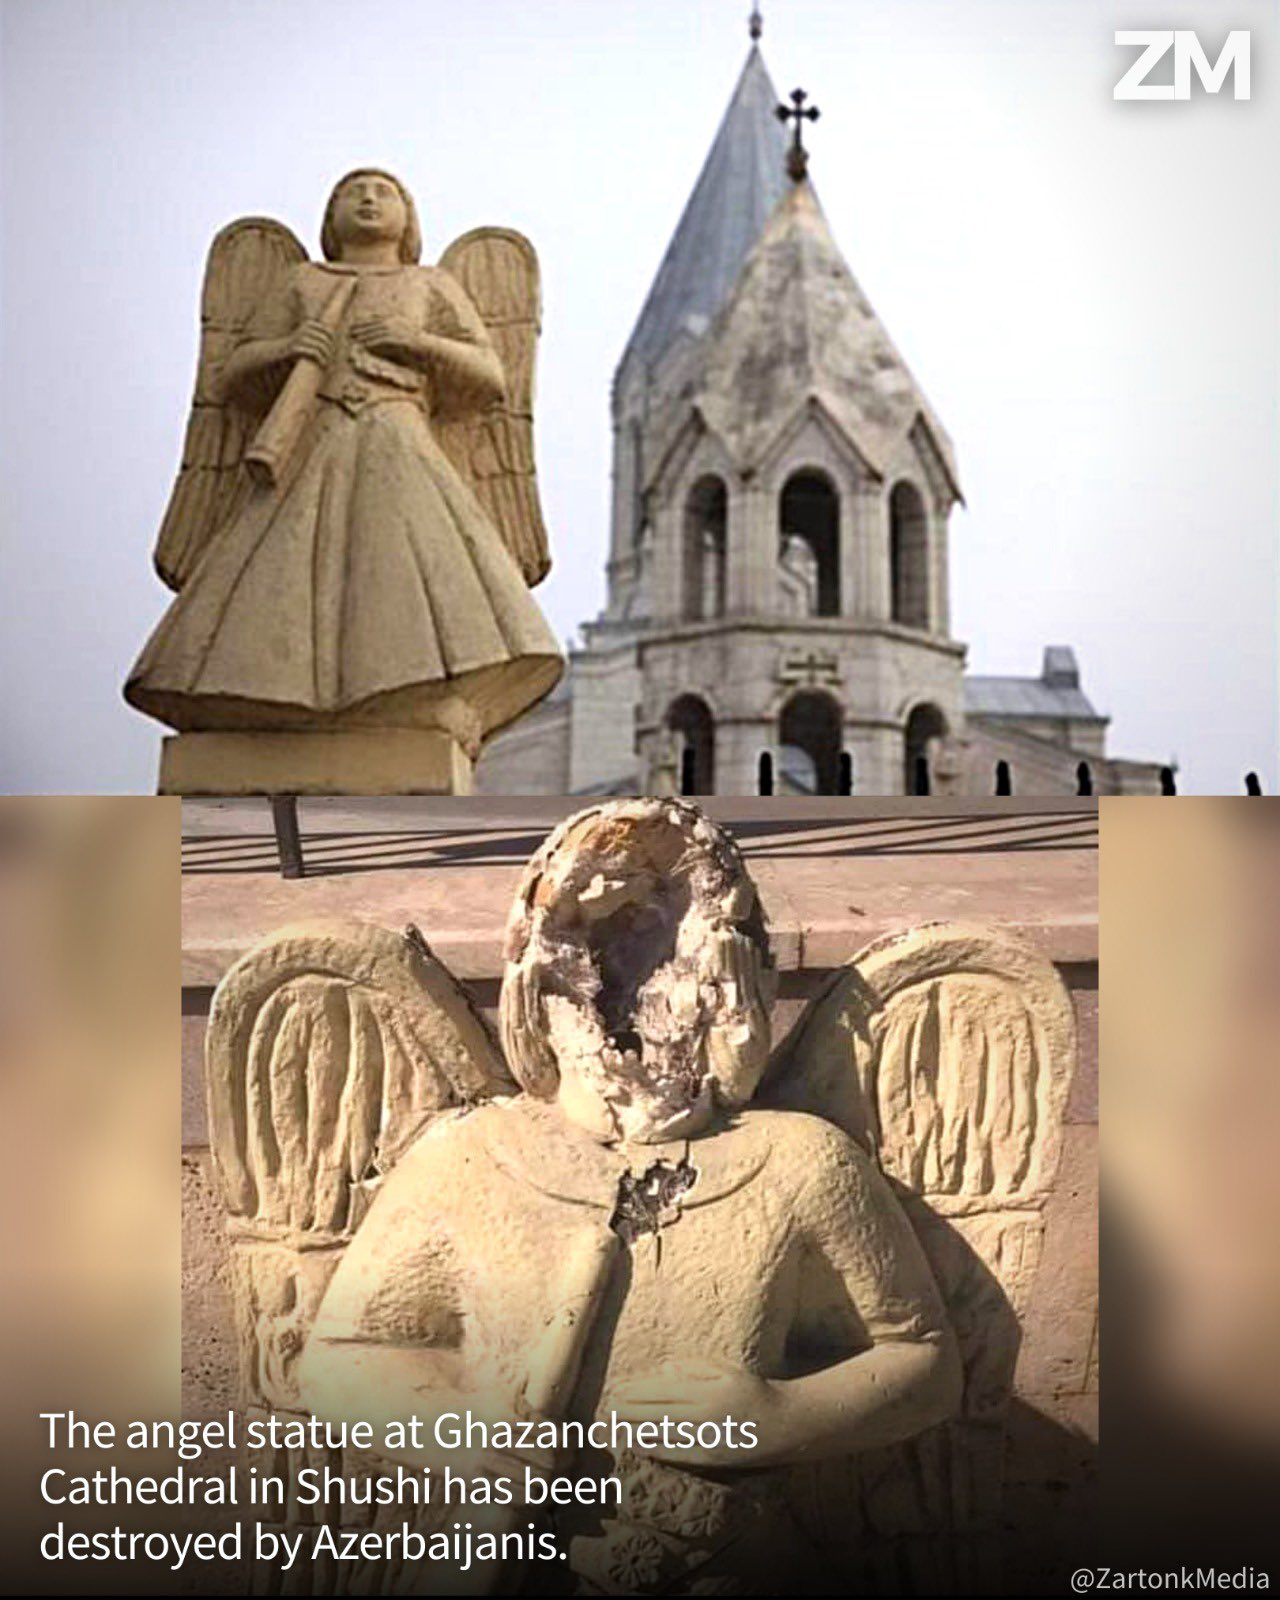 ZM
The angel statue at Ghazanchetsots
Cathedral in Shushi has been
destroyed by Azerbaijanis.
@ZartonkMedia